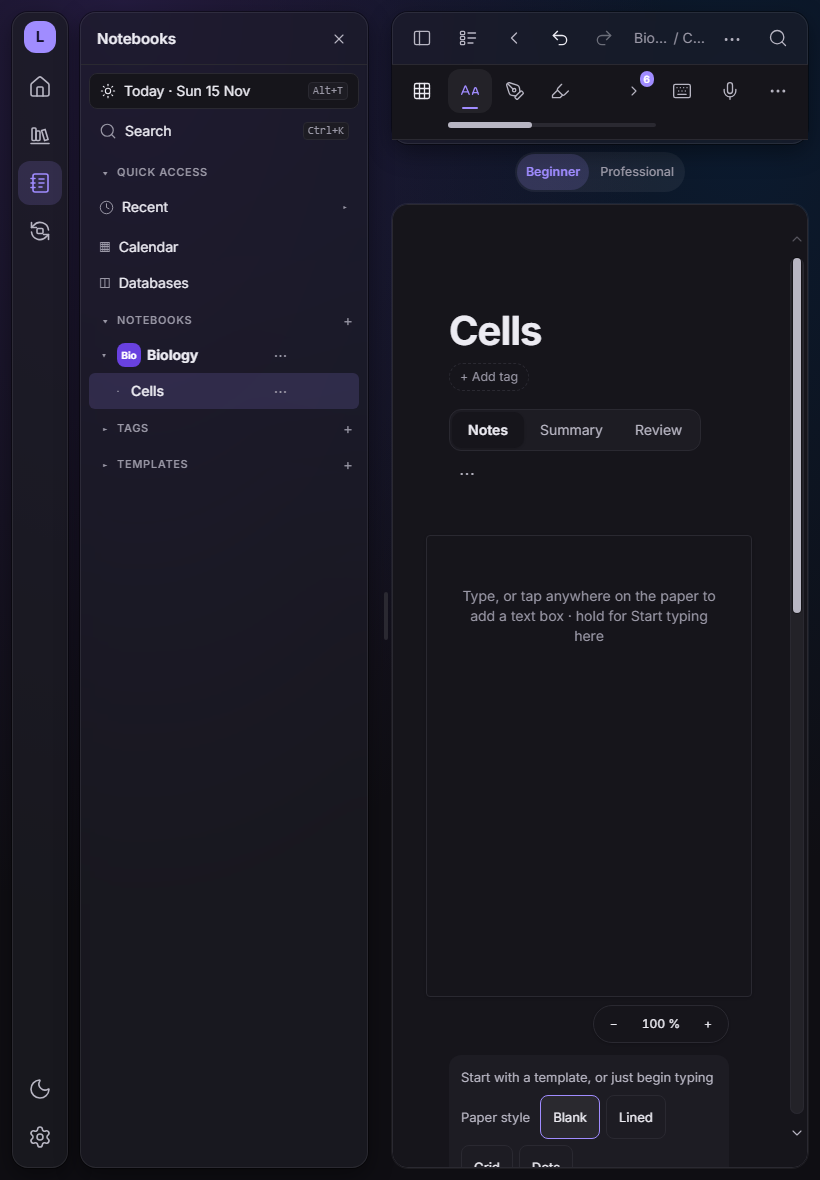 L
Notebooks
Today · Sun 15 Nov
Alt+T
Search
Ctrl+K
QUICK ACCESS
Recent
Calendar
Databases
NOTEBOOKS
+
Bio
Biology
...
Cells
...
TAGS
+
TEMPLATES
+
Bio... / C...
...
AA
6
...
Beginner
Professional
Cells
+ Add tag
Notes
Summary
Review
...
Type, or tap anywhere on the paper to
add a text box · hold for Start typing
here
−
100 %
+
Start with a template, or just begin typing
Paper style
Blank
Lined
Grid
Dots